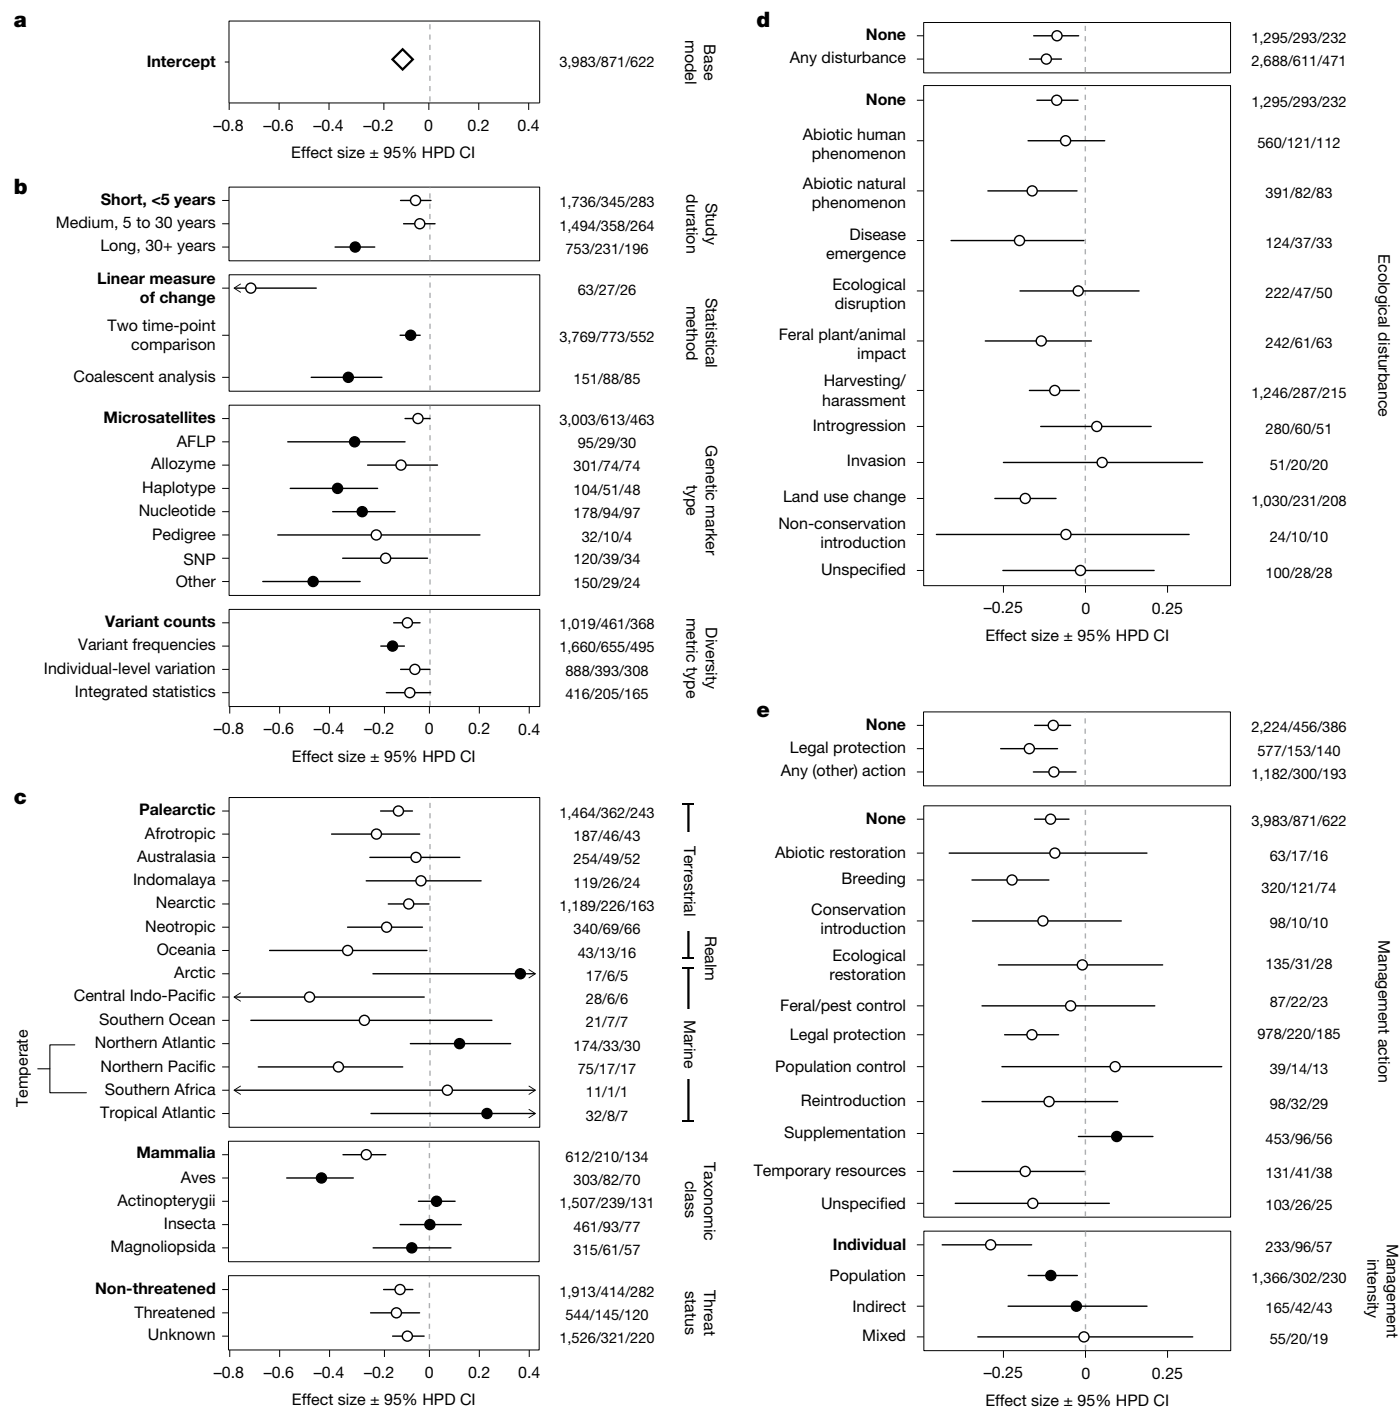 a
Intercept
3,983/871/622
Base
model
−0.8 −0.6 −0.4 −0.2 0 0.2 0.4
Effect size ± 95% HPD CI
b
Short, <5 years 1,736/345/283
Medium, 5 to 30 years 1,494/358/264
Long, 30+ years 753/231/196
Study
duration
Linear measure
of change
63/27/26
Two time-point
comparison
3,769/773/552
Coalescent analysis 151/88/85
Statistical
method
Microsatellites 3,003/613/463
AFLP 95/29/30
Allozyme 301/74/74
Haplotype 104/51/48
Nucleotide 178/94/97
Pedigree 32/10/4
SNP 120/39/34
Other 150/29/24
Genetic marker
type
Variant counts 1,019/461/368
Variant frequencies 1,660/655/495
Individual-level variation 888/393/308
Integrated statistics 416/205/165
Diversity
metric type
−0.8 −0.6 −0.4 −0.2 0 0.2 0.4
Effect size ± 95% HPD CI
c
Palearctic 1,464/362/243
Afrotropic 187/46/43
Australasia 254/49/52
Indomalaya 119/26/24
Nearctic 1,189/226/163
Neotropic 340/69/66
Oceania 43/13/16
Arctic 17/6/5
Central Indo-Pacific 28/6/6
Southern Ocean 21/7/7
Northern Atlantic 174/33/30
Northern Pacific 75/17/17
Southern Africa 11/1/1
Tropical Atlantic 32/8/7
Temperate
Terrestrial
Marine
Realm
Mammalia 612/210/134
Aves 303/82/70
Actinopterygii 1,507/239/131
Insecta 461/93/77
Magnoliopsida 315/61/57
Taxonomic
class
Non-threatened 1,913/414/282
Threatened 544/145/120
Unknown 1,526/321/220
Threat
status
−0.8 −0.6 −0.4 −0.2 0 0.2 0.4
Effect size ± 95% HPD CI
d
None 1,295/293/232
Any disturbance 2,688/611/471
None 1,295/293/232
Abiotic human
phenomenon
560/121/112
Abiotic natural
phenomenon
391/82/83
Disease
emergence
124/37/33
Ecological
disruption
222/47/50
Feral plant/animal
impact
242/61/63
Harvesting/
harassment
1,246/287/215
Introgression 280/60/51
Invasion 51/20/20
Land use change 1,030/231/208
Non-conservation
introduction
24/10/10
Unspecified 100/28/28
Ecological disturbance
−0.25 0 0.25
Effect size ± 95% HPD CI
e
None 2,224/456/386
Legal protection 577/153/140
Any (other) action 1,182/300/193
None 3,983/871/622
Abiotic restoration 63/17/16
Breeding 320/121/74
Conservation
introduction
98/10/10
Ecological
restoration
135/31/28
Feral/pest control 87/22/23
Legal protection 978/220/185
Population control 39/14/13
Reintroduction 98/32/29
Supplementation 453/96/56
Temporary resources 131/41/38
Unspecified 103/26/25
Management action
Individual 233/96/57
Population 1,366/302/230
Indirect 165/42/43
Mixed 55/20/19
Management
intensity
−0.25 0 0.25
Effect size ± 95% HPD CI